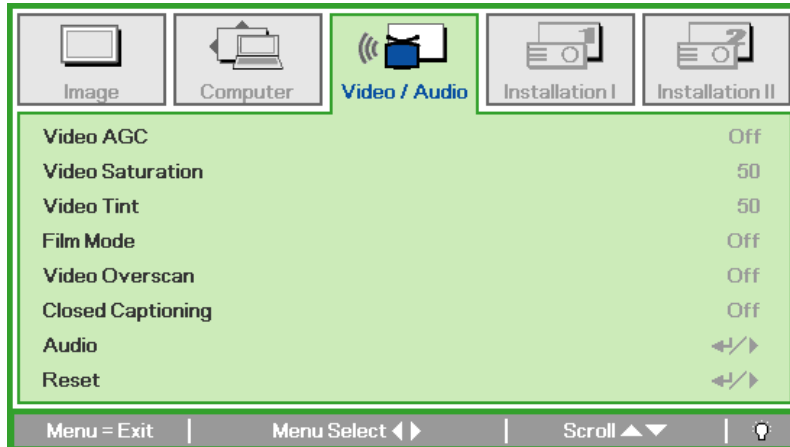 Image Computer Video / Audio Installation I Installation II
Video AGC Off
Video Saturation 50
Video Tint 50
Film Mode Off
Video Overscan Off
Closed Captioning Off
Audio
Reset
Menu = Exit Menu Select Scroll